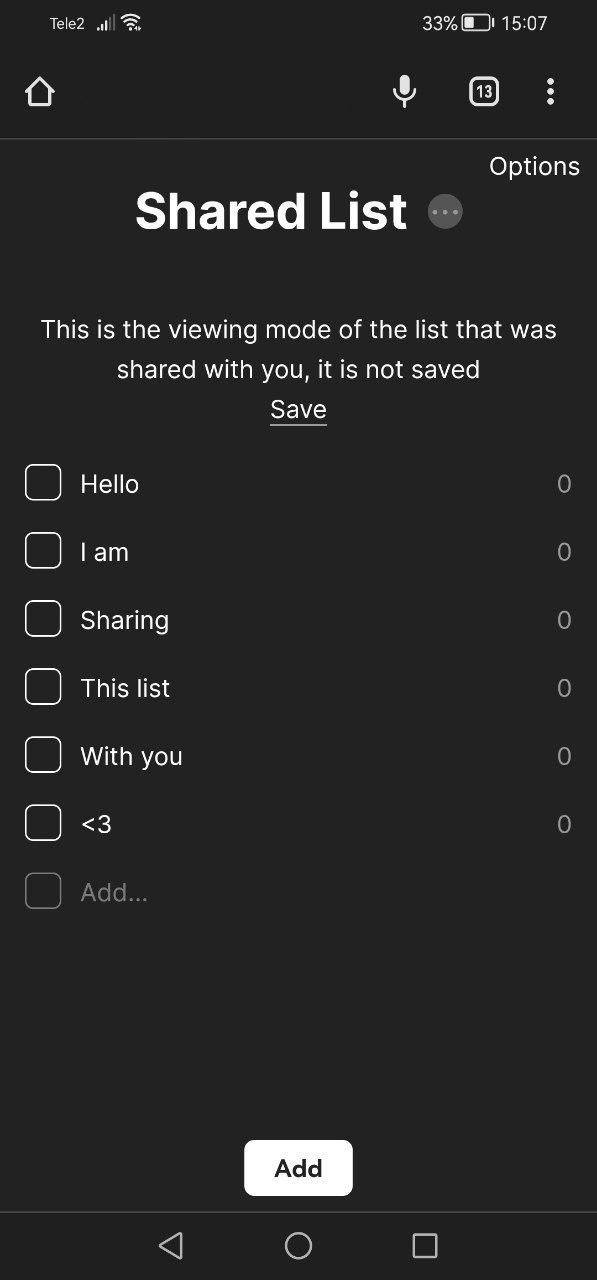 Tele2 33% 15:07
13
Options
Shared List
This is the viewing mode of the list that was
shared with you, it is not saved
Save
Hello 0
I am 0
Sharing 0
This list 0
With you 0
<3 0
Add...
Add